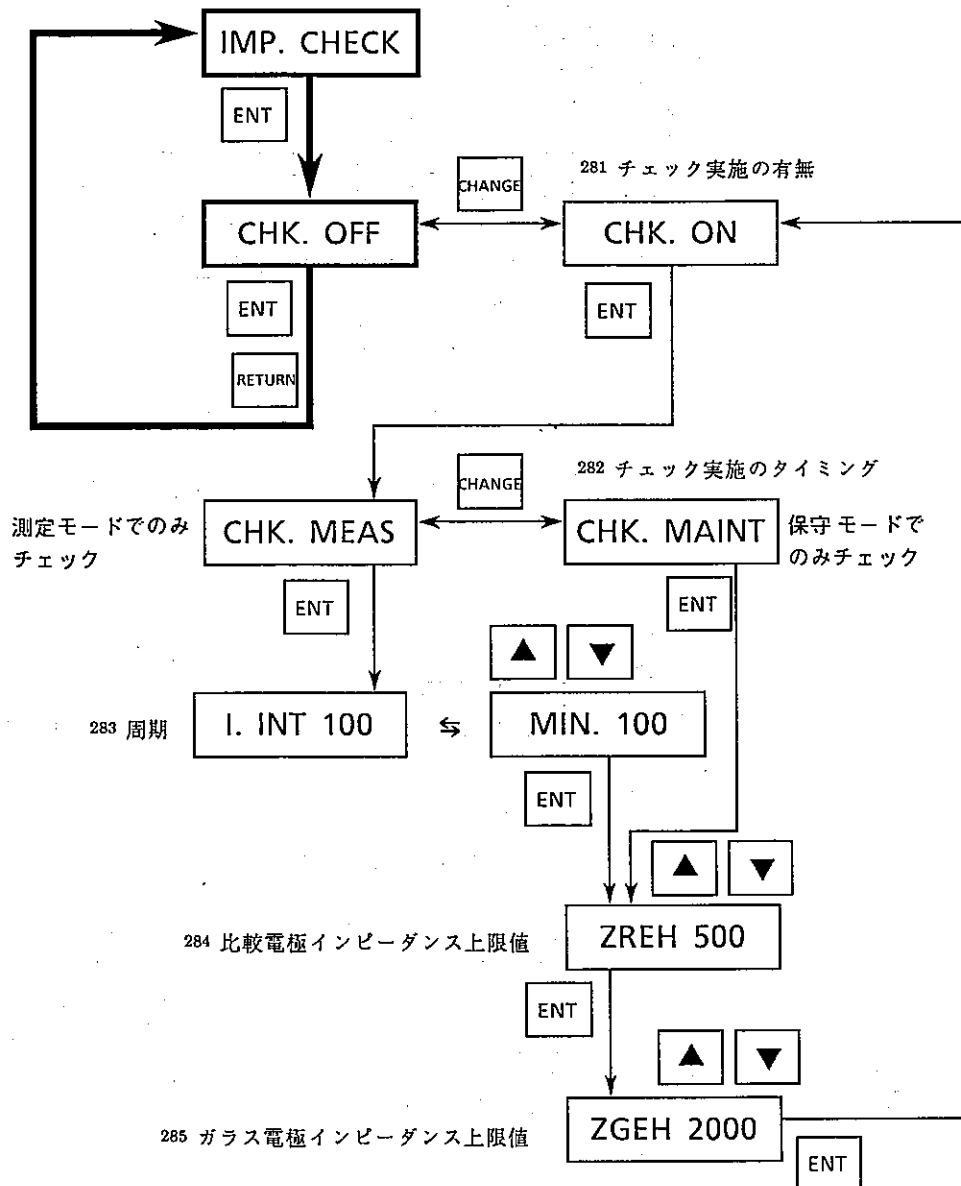 IMP. CHECK
ENT
281 チェック実施の有無
CHANGE
CHK. OFF
CHK. ON
ENT
ENT
RETURN
282 チェック実施のタイミング
CHANGE
測定モードでのみ
チェック
CHK. MEAS
CHK. MAINT
保守モードで
のみチェック
ENT
ENT
▲ ▼
283 周期
I. INT 100
⇆
MIN. 100
ENT
▲ ▼
284 比較電極インピーダンス上限値
ZREH 500
ENT
▲ ▼
285 ガラス電極インピーダンス上限値
ZGEH 2000
ENT